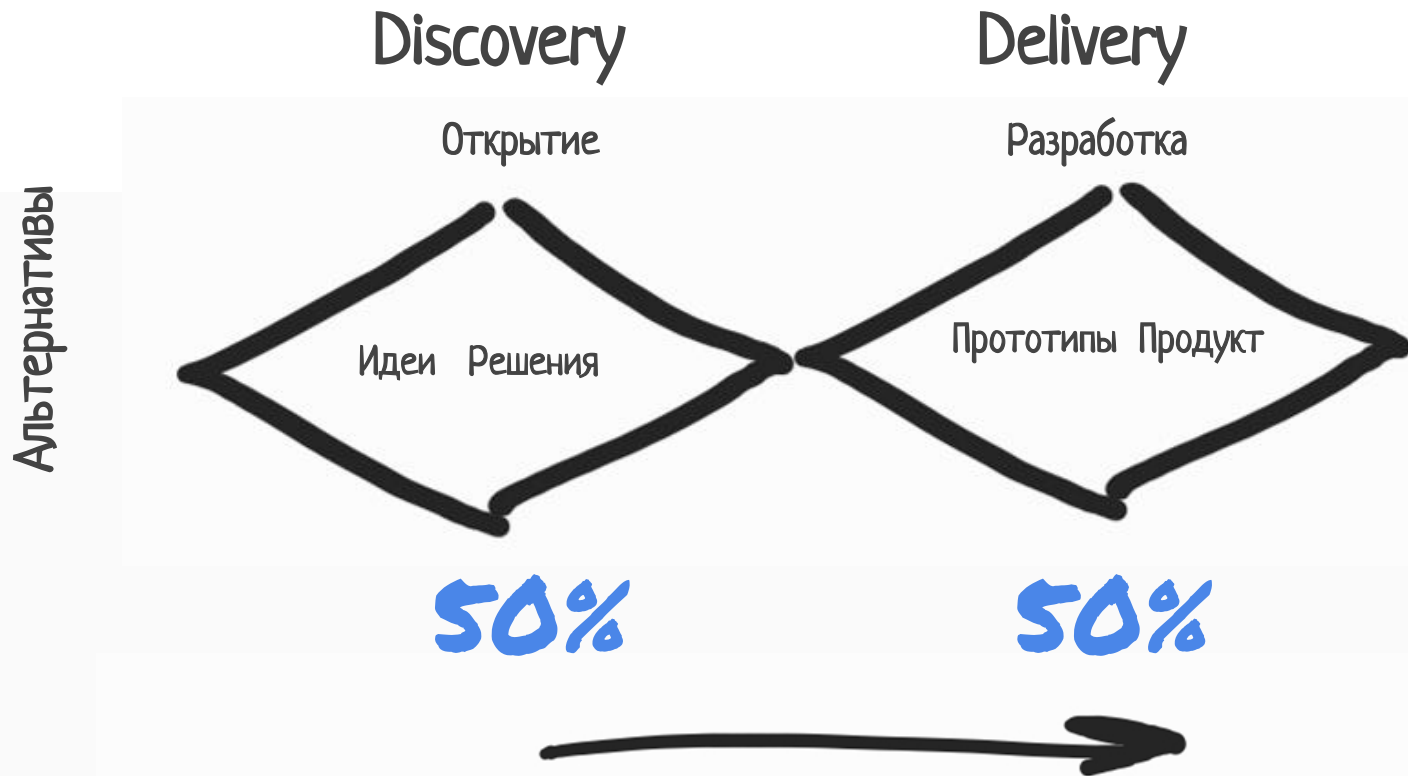 Discovery
Delivery
Открытие
Разработка
Альтернативы
Идеи Решения
Прототипы Продукт
50%
50%